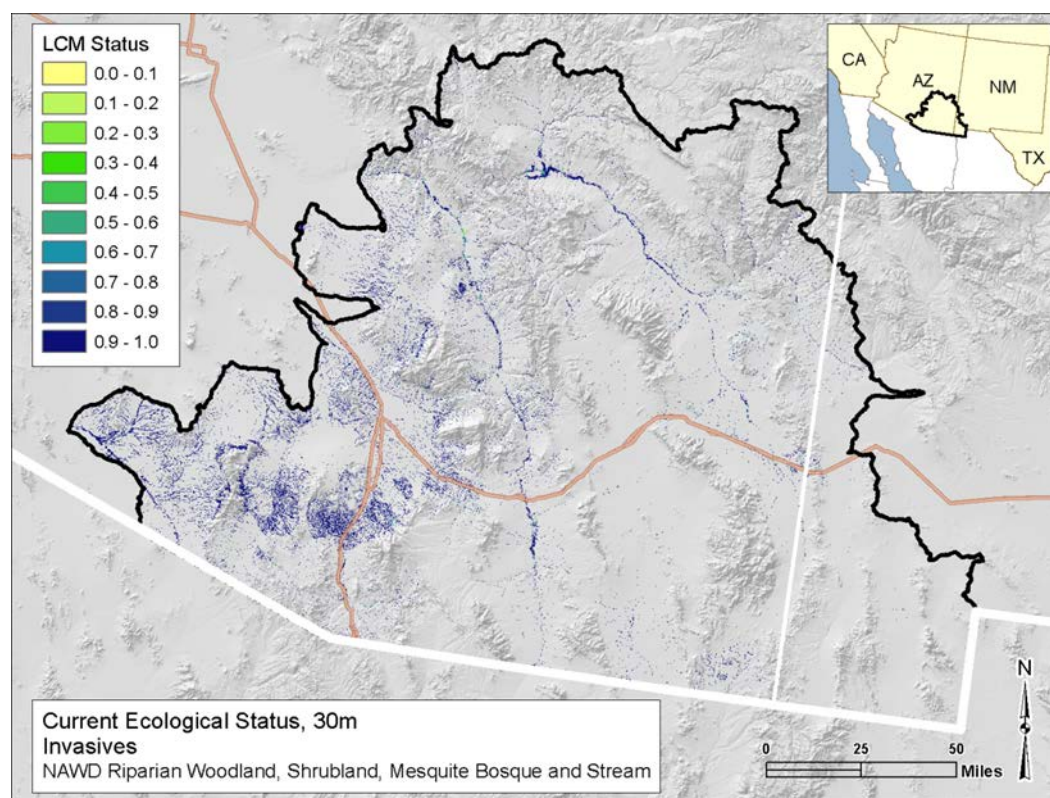 LCM Status
0.0 - 0.1
0.1 - 0.2
0.2 - 0.3
0.3 - 0.4
0.4 - 0.5
0.5 - 0.6
0.6 - 0.7
0.7 - 0.8
0.8 - 0.9
0.9 - 1.0
CA
AZ
NM
TX
Current Ecological Status, 30m
Invasives
NAWD Riparian Woodland, Shrubland, Mesquite Bosque and Stream
0 25 50
Miles
N